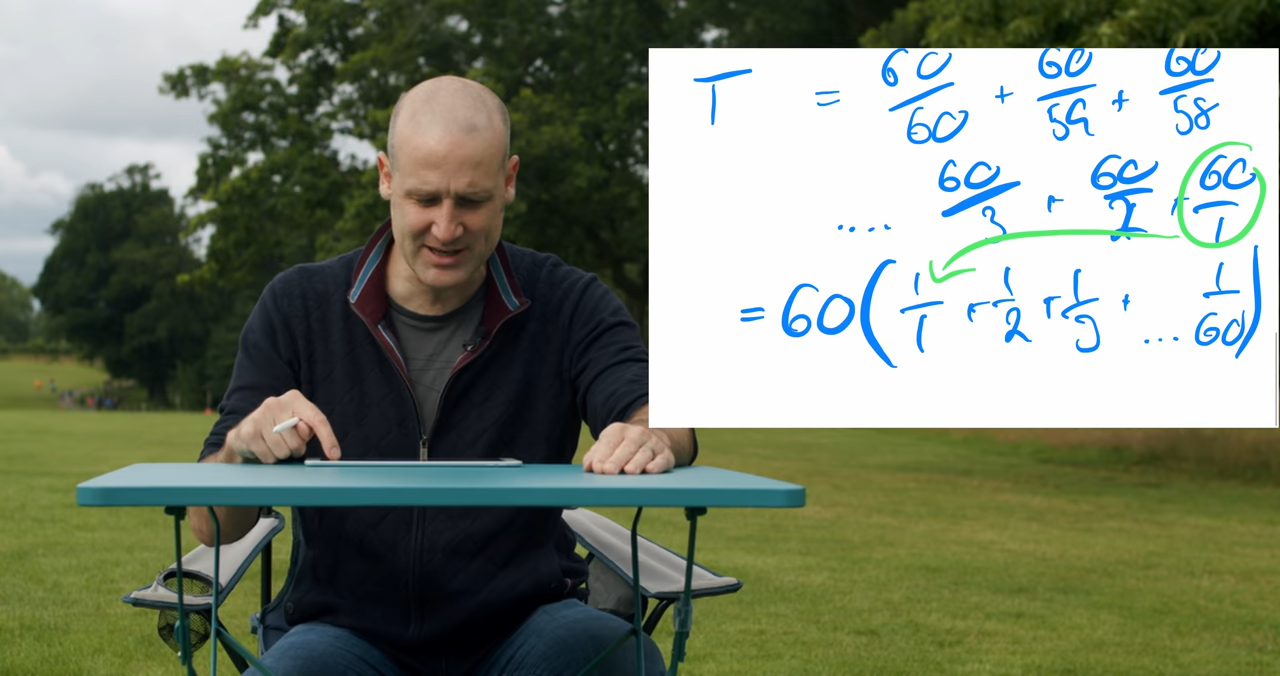 T = 60/60 + 60/59 + 60/58
.... 60/3 + 60/2 + 60/1
= 60(1/1 + 1/2 + 1/3 + ... 1/60)